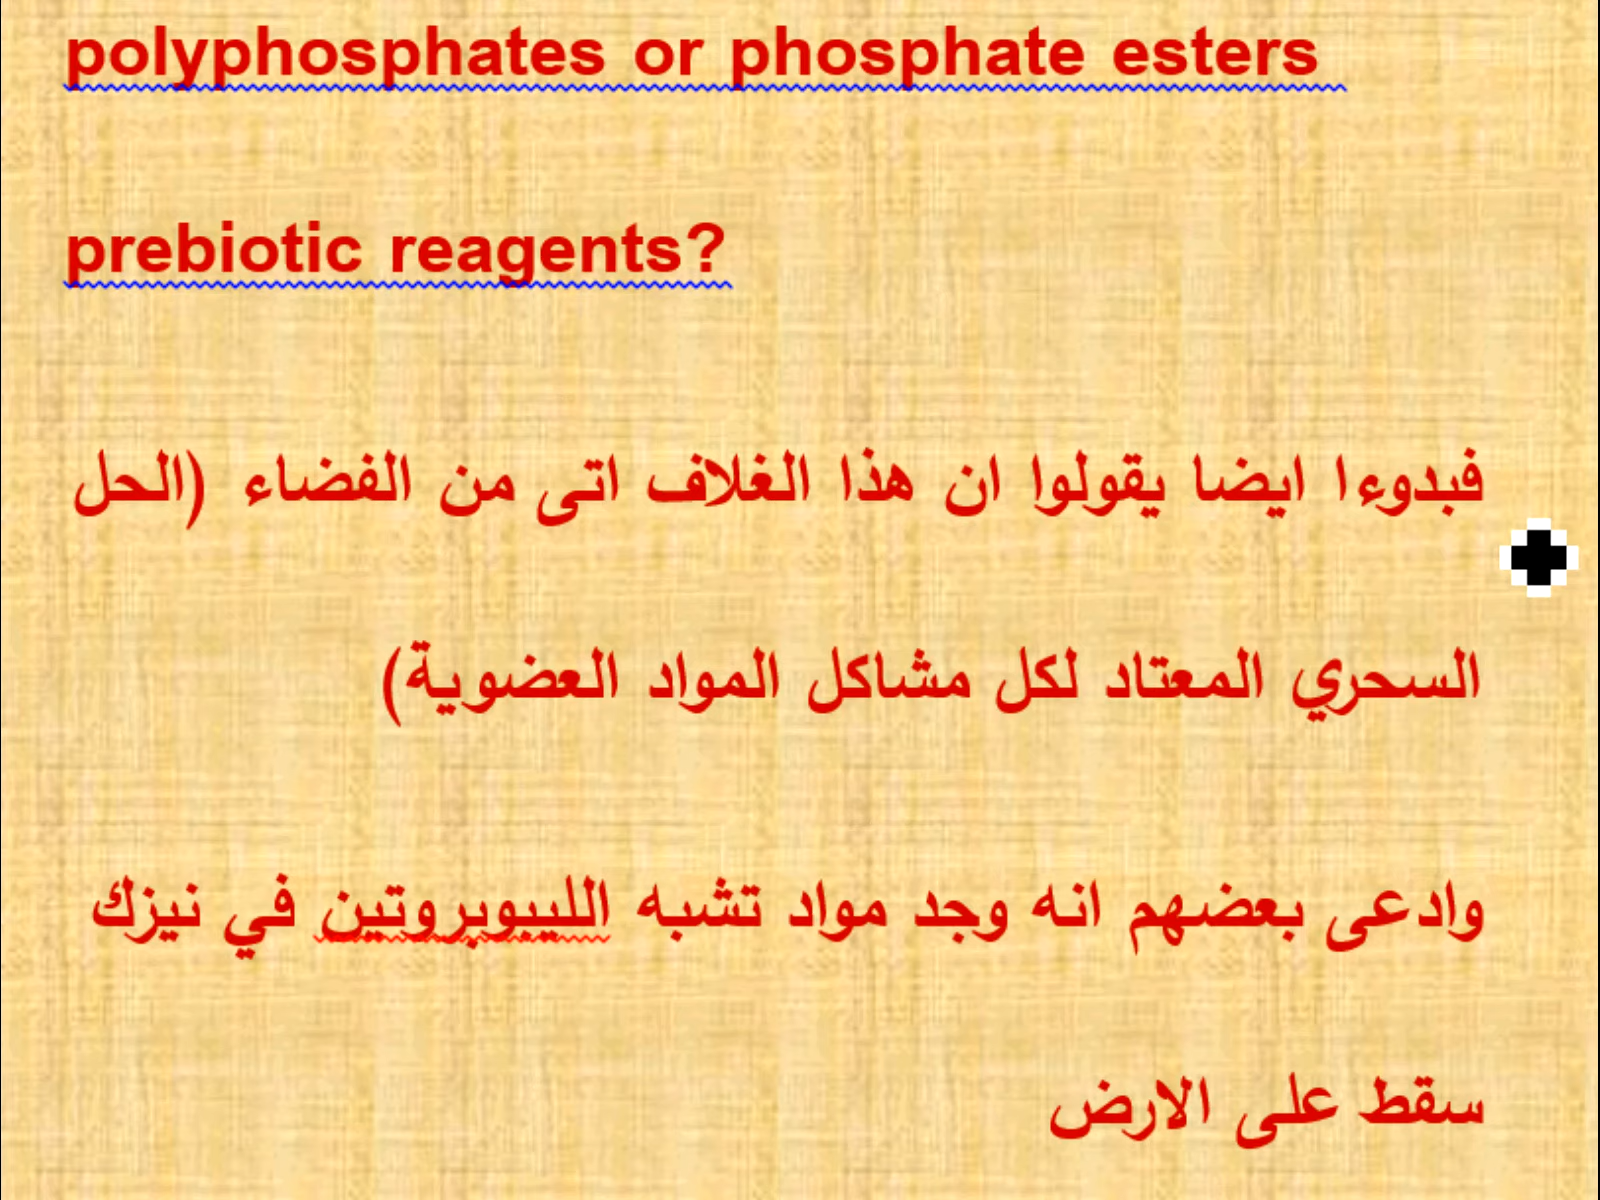 polyphosphates or phosphate esters
prebiotic reagents?
فبدوءا ايضا يقولوا ان هذا الغلاف اتى من الفضاء (الحل
السحري المعتاد لكل مشاكل المواد العضوية)
وادعى بعضهم انه وجد مواد تشبه الليبوبروتين في نيزك
سقط على الارض